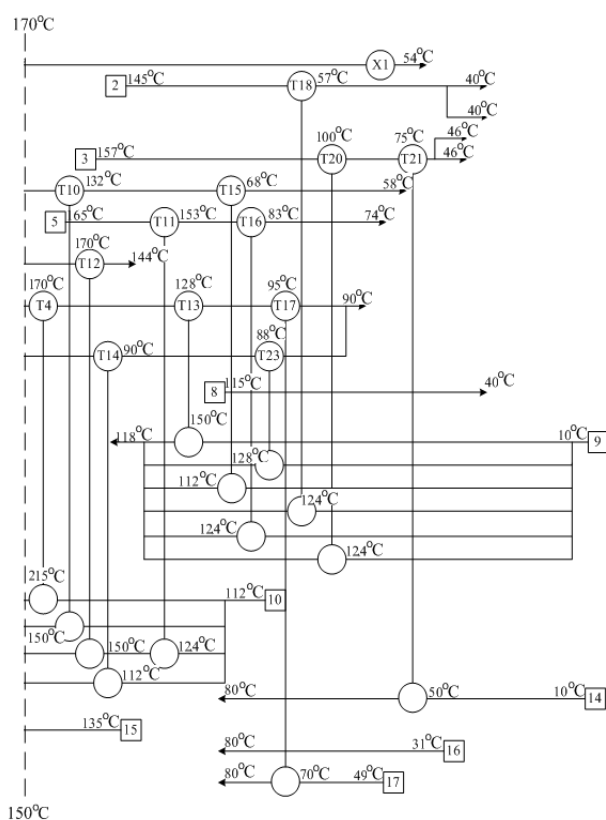 170°C
X1 54°C
2 145°C T18 57°C 40°C
40°C
3 157°C 100°C T20 75°C T21 46°C
46°C
T10 132°C T15 68°C 58°C
5 65°C T11 153°C T16 83°C 74°C
170°C T12 144°C
170°C T4 128°C T13 95°C T17 90°C
T14 90°C 88°C T23
8 115°C 40°C
118°C 150°C 10°C 9
128°C
112°C
124°C
124°C
124°C
215°C 112°C 10
150°C
150°C 124°C
112°C
80°C 50°C 10°C 14
135°C 15
80°C 31°C 16
80°C 70°C 49°C 17
150°C